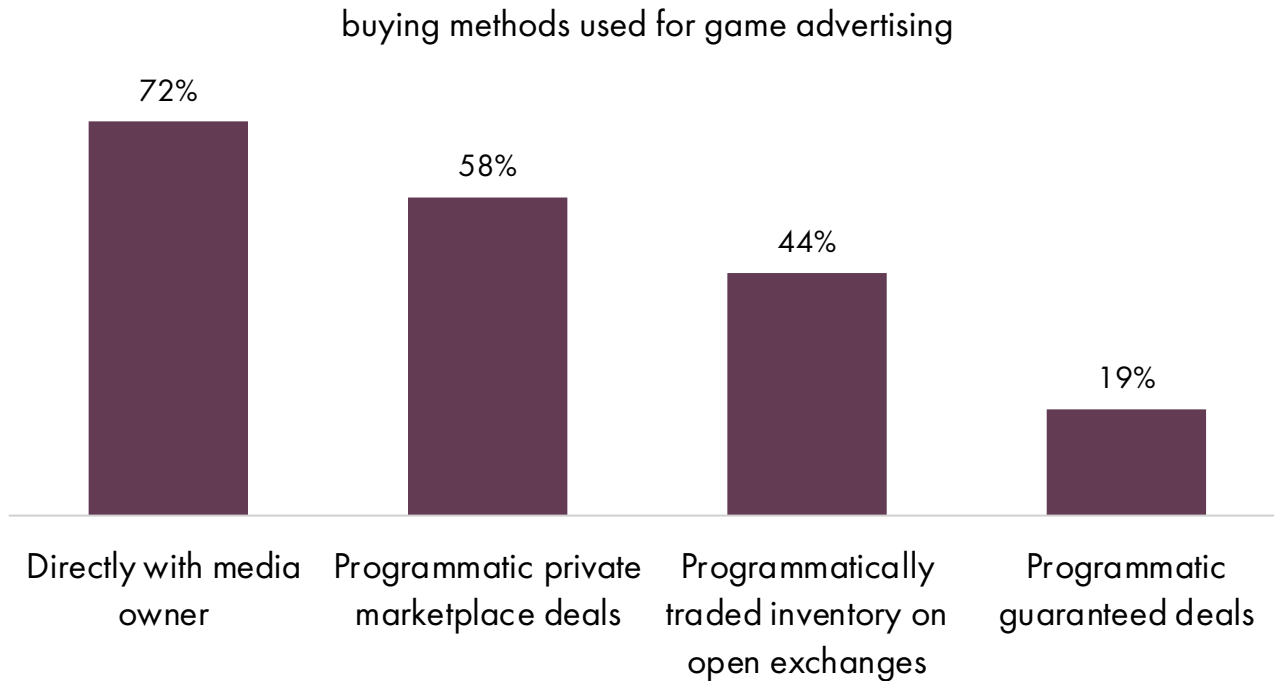 buying methods used for game advertising
72%
58%
44%
19%
Directly with media
owner
Programmatic private
marketplace deals
Programmatically
traded inventory on
open exchanges
Programmatic
guaranteed deals